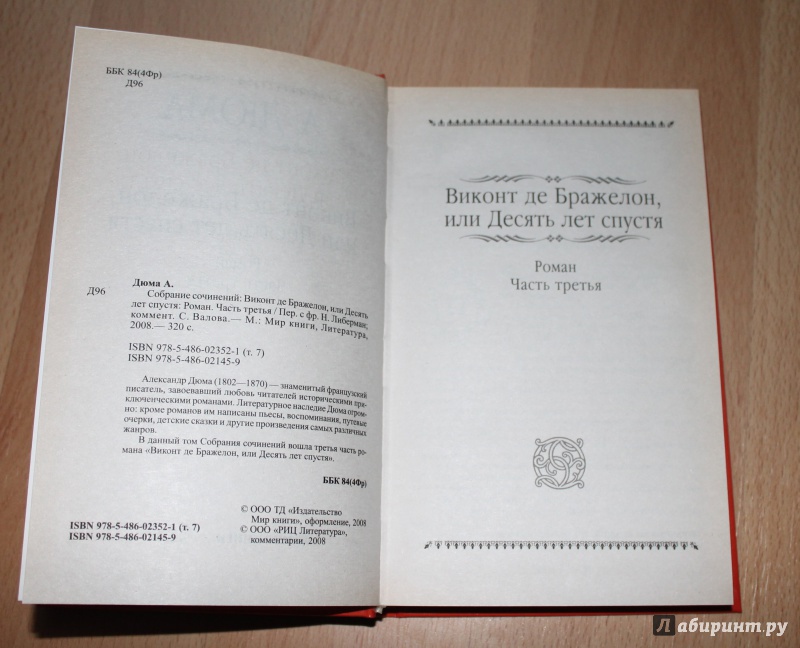 ББК 84(4Фр)
Д96
Дюма А.
Д96
Собрание сочинений: Виконт де Бражелон, или Десять
лет спустя: Роман. Часть третья / Пер. с фр. Н. Либерман;
коммент. С. Валова.— М.: Мир книги, Литература,
2008.— 320 с.
ISBN 978-5-486-02352-1 (т. 7)
ISBN 978-5-486-02145-9
Александр Дюма (1802—1870) — знаменитый французский
писатель, завоевавший любовь читателей историческими при-
ключенческими романами. Литературное наследие Дюма огром-
но: кроме романов им написаны пьесы, воспоминания, путевые
очерки, детские сказки и другие произведения самых различных
жанров.
В данный том Собрания сочинений вошла третья часть ро-
мана «Виконт де Бражелон, или Десять лет спустя».
ББК 84(4Фр)
© ООО ТД «Издательство
Мир книги», оформление, 2008
© ООО «РИЦ Литература»,
комментарии, 2008
ISBN 978-5-486-02352-1 (т. 7)
ISBN 978-5-486-02145-9
Виконт де Бражелон,
или Десять лет спустя
Роман
Часть третья
Лабиринт.ру